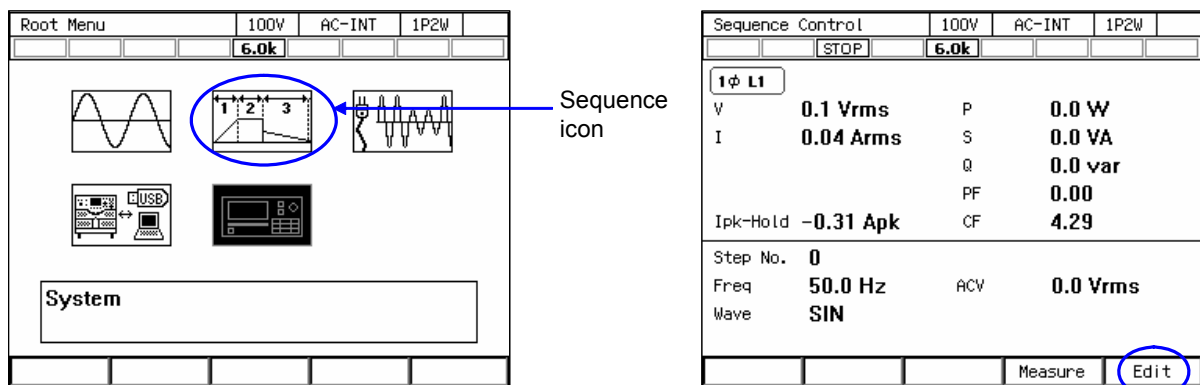 Root Menu 100V AC-INT 1P2W
6.0k
1 2 3
USB
System
Sequence
icon
Sequence Control 100V AC-INT 1P2W
STOP 6.0k
1ϕ L1
V 0.1 Vrms P 0.0 W
I 0.04 Arms S 0.0 VA
Q 0.0 var
PF 0.00
Ipk-Hold -0.31 Apk CF 4.29
Step No. 0
Freq 50.0 Hz ACV 0.0 Vrms
Wave SIN
Measure Edit